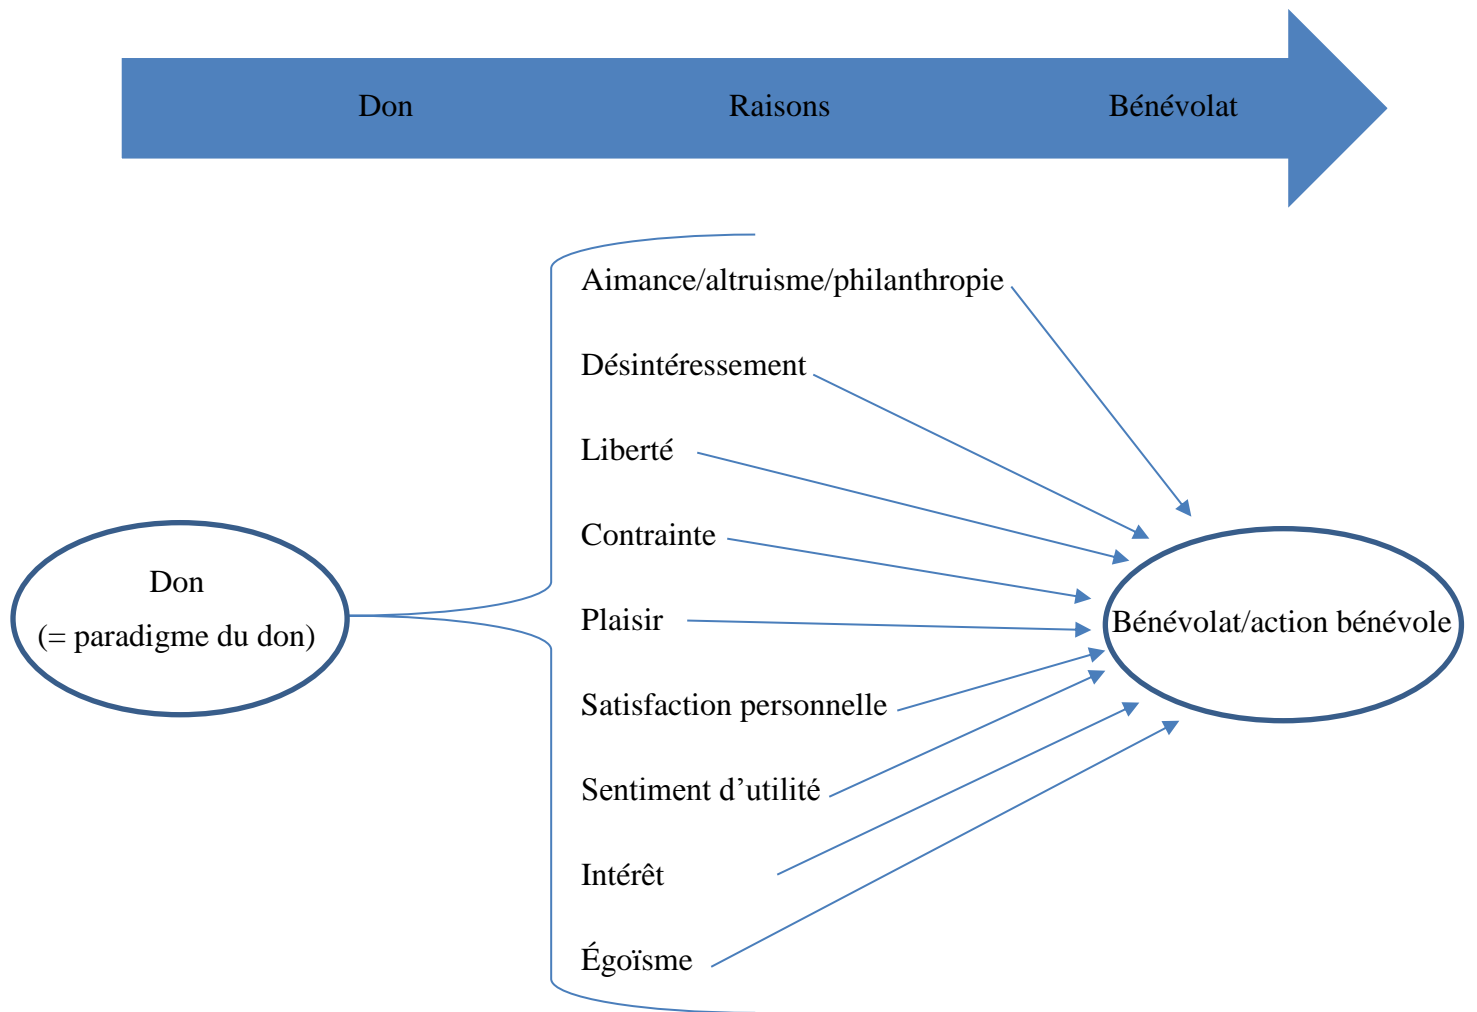 Don Raisons Bénévolat
Aimance/altruisme/philanthropie
Désintéressement
Liberté
Contrainte
Don
(= paradigme du don)
Plaisir
Bénévolat/action bénévole
Satisfaction personnelle
Sentiment d’utilité
Intérêt
Égoïsme